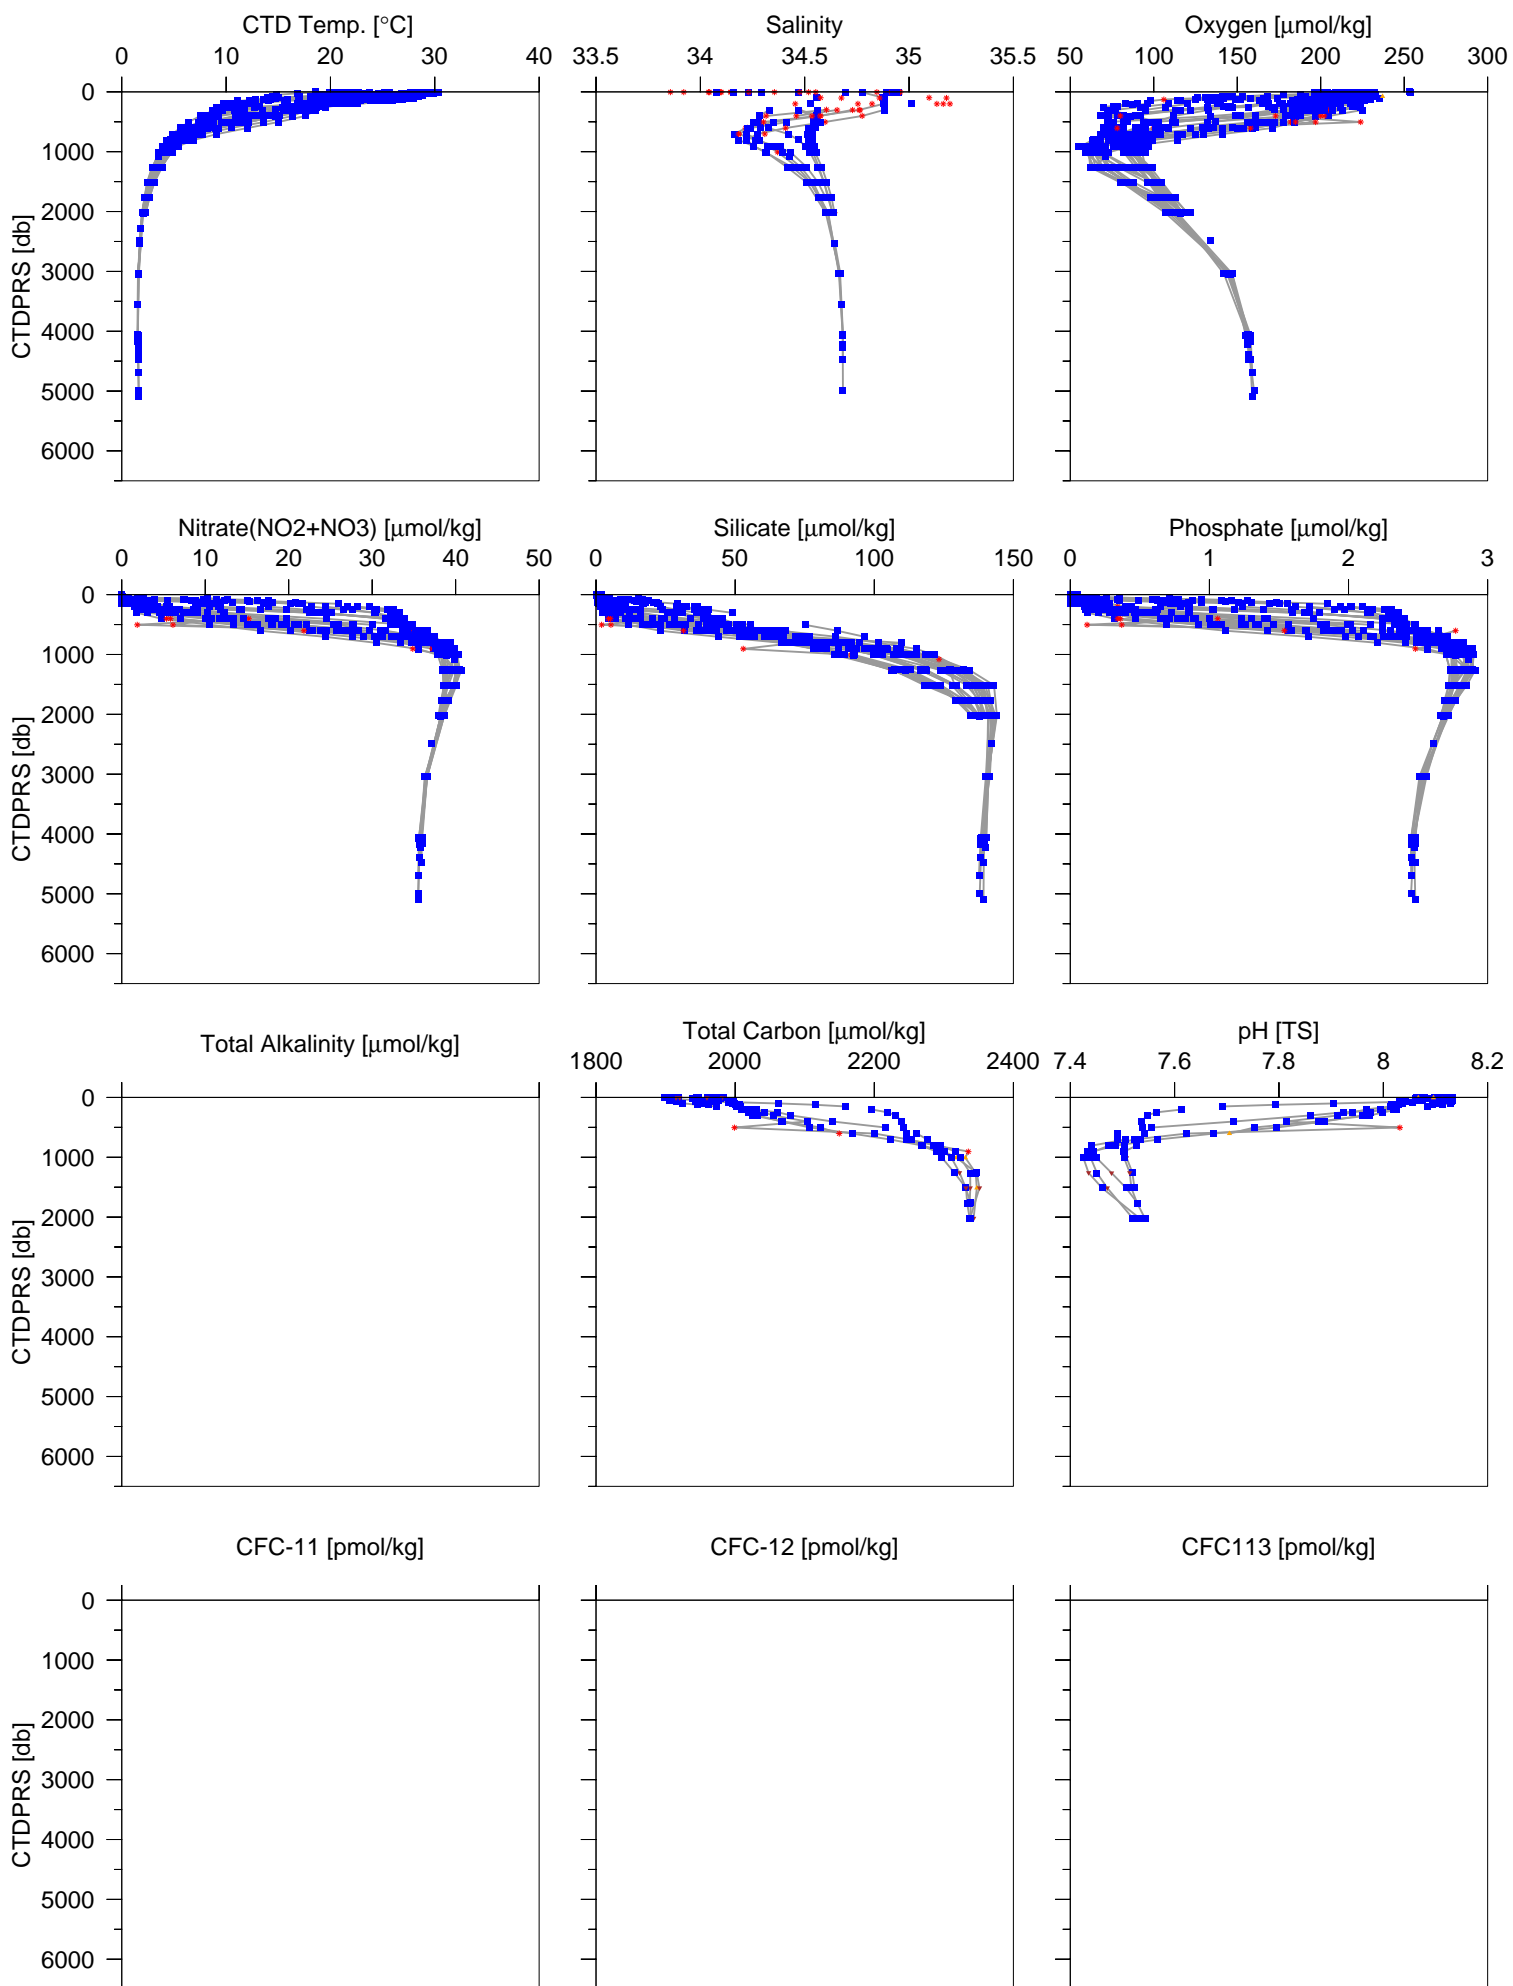 CTD Temp. [°C] Salinity Oxygen [μmol/kg]
0 10 20 30 40 33.5 34 34.5 35 35.5 50 100 150 200 250 300
0
1000
2000
3000
4000
5000
6000
CTDPRS [db]
Nitrate(NO2+NO3) [μmol/kg] Silicate [μmol/kg] Phosphate [μmol/kg]
0 10 20 30 40 50 0 50 100 150 0 1 2 3
0
1000
2000
3000
4000
5000
6000
CTDPRS [db]
Total Alkalinity [μmol/kg] Total Carbon [μmol/kg] pH [TS]
1800 2000 2200 2400 7.4 7.6 7.8 8 8.2
0
1000
2000
3000
4000
5000
6000
CTDPRS [db]
CFC-11 [pmol/kg] CFC-12 [pmol/kg] CFC113 [pmol/kg]
0
1000
2000
3000
4000
5000
6000
CTDPRS [db]